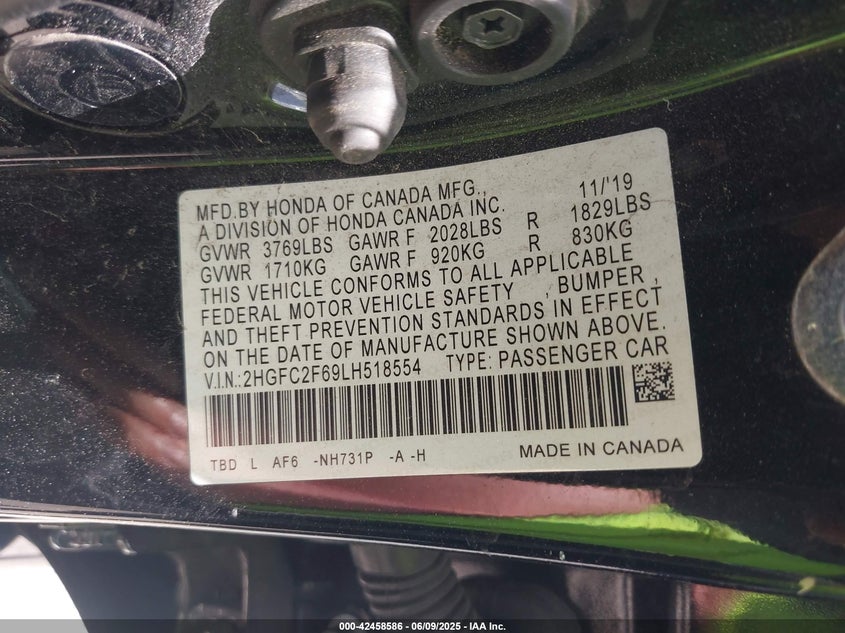 MFD.BY HONDA OF CANADA MFG., 11/'19
A DIVISION OF HONDA CANADA INC.
GVWR 3769LBS GAWR F 2028LBS R 1829LBS
GVWR 1710KG GAWR F 920KG R 830KG
THIS VEHICLE CONFORMS TO ALL APPLICABLE
FEDERAL MOTOR VEHICLE SAFETY , BUMPER ,
AND THEFT PREVENTION STANDARDS IN EFFECT
ON THE DATE OF MANUFACTURE SHOWN ABOVE.
V.I.N.: 2HGFC2F69LH518554 TYPE: PASSENGER CAR
TBD L AF6 -NH731P -A -H MADE IN CANADA
000-42458586 - 06/09/2025 - IAA Inc.